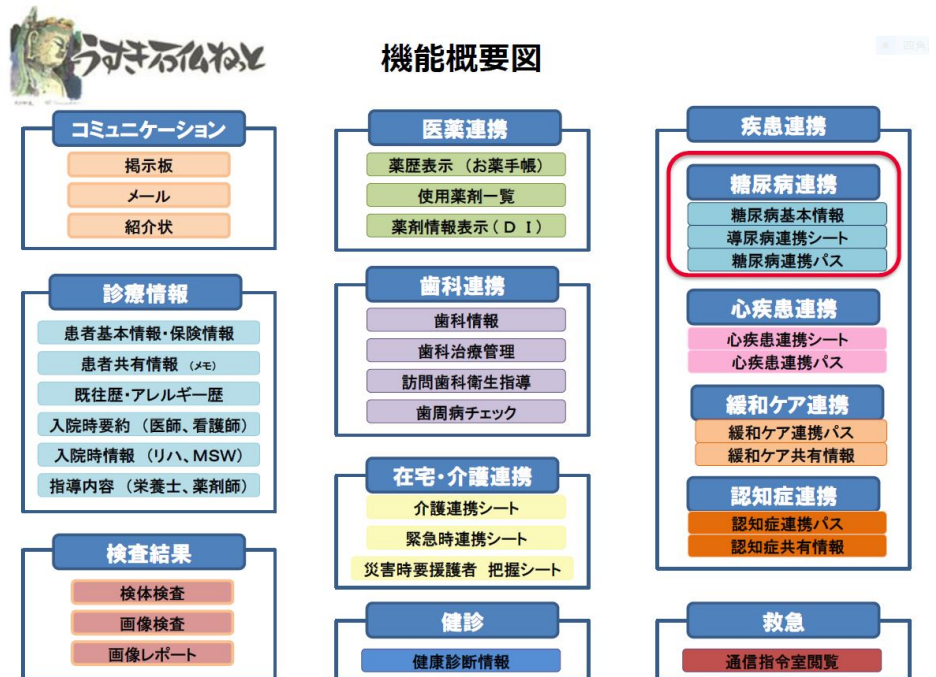 うすき石仏ねっと
機能概要図
コミュニケーション
掲示板
メール
紹介状
診療情報
患者基本情報・保険情報
患者共有情報 (メモ)
既往歴・アレルギー歴
入院時要約 (医師、看護師)
入院時情報 (リハ、MSW)
指導内容 (栄養士、薬剤師)
検査結果
検体検査
画像検査
画像レポート
医薬連携
薬歴表示 (お薬手帳)
使用薬剤一覧
薬剤情報表示(DI)
歯科連携
歯科情報
歯科治療管理
訪問歯科衛生指導
歯周病チェック
在宅・介護連携
介護連携シート
緊急時連携シート
災害時要援護者 把握シート
健診
健康診断情報
疾患連携
糖尿病連携
糖尿病基本情報
導尿病連携シート
糖尿病連携パス
心疾患連携
心疾患連携シート
心疾患連携パス
緩和ケア連携
緩和ケア連携パス
緩和ケア共有情報
認知症連携
認知症連携パス
認知症共有情報
救急
通信指令室閲覧